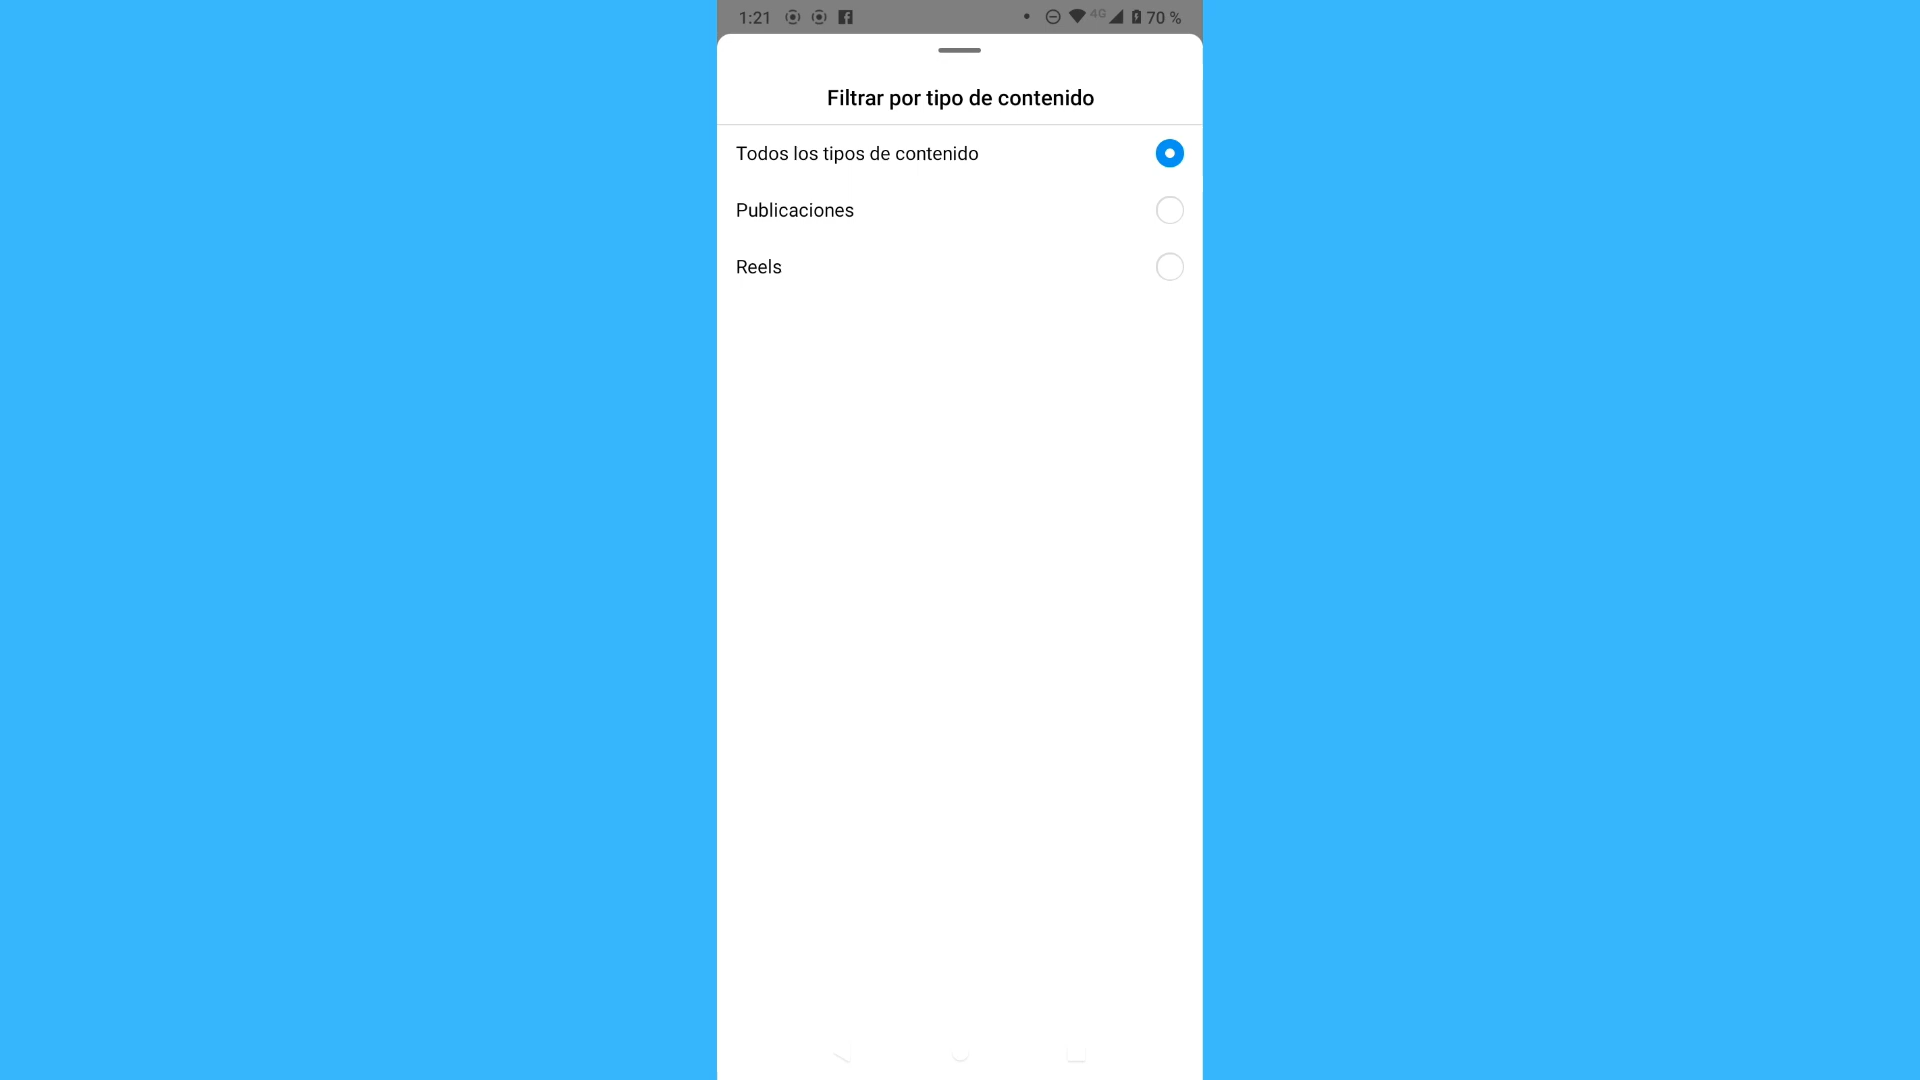 1:21 4G 70 %
Filtrar por tipo de contenido
Todos los tipos de contenido
Publicaciones
Reels